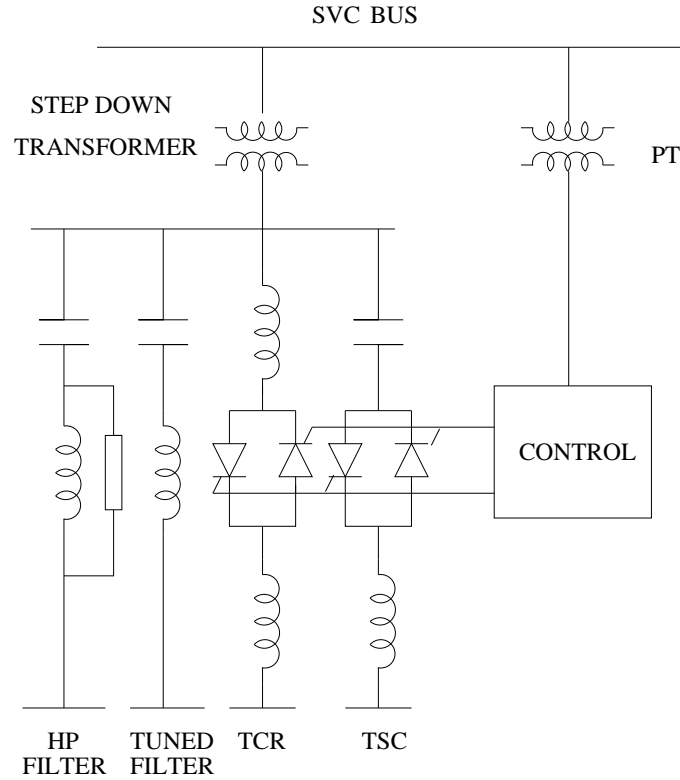 SVC BUS
STEP DOWN
TRANSFORMER
PT
CONTROL
HP
FILTER
TUNED
FILTER
TCR
TSC